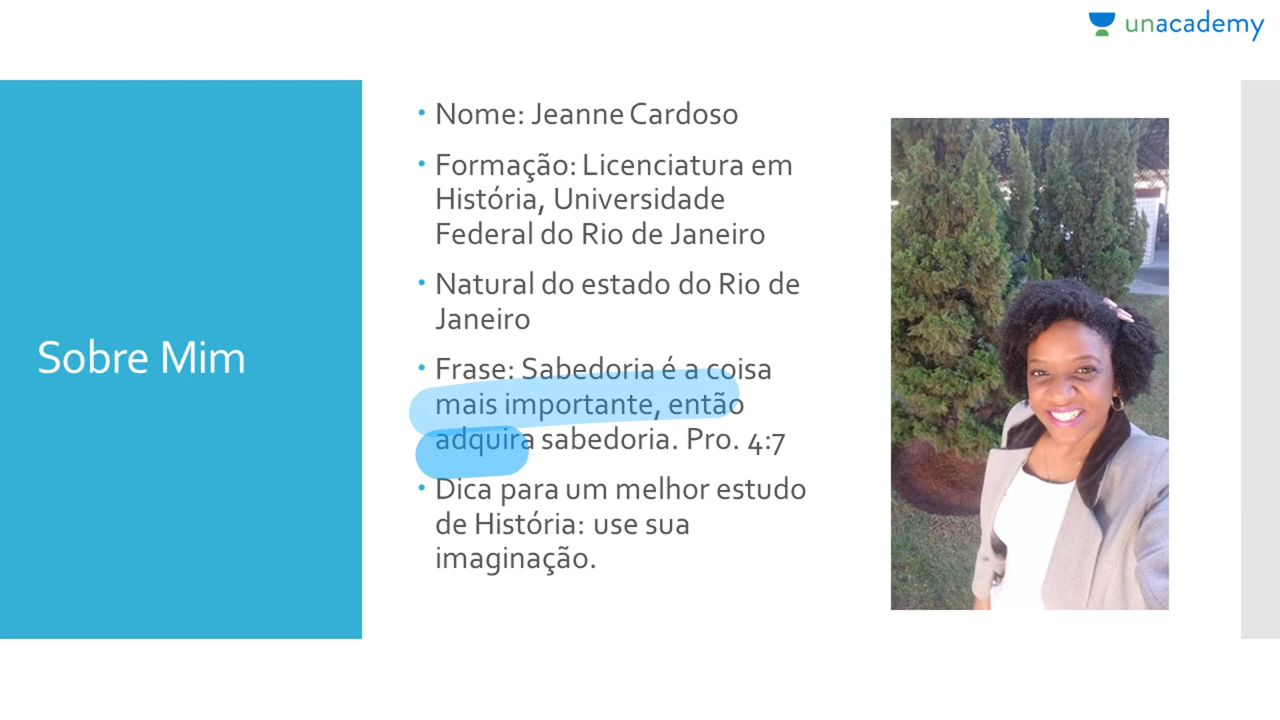 unacademy
Sobre Mim
• Nome: Jeanne Cardoso
• Formação: Licenciatura em
História, Universidade
Federal do Rio de Janeiro
• Natural do estado do Rio de
Janeiro
• Frase: Sabedoria é a coisa
mais importante, então
adquira sabedoria. Pro. 4:7
• Dica para um melhor estudo
de História: use sua
imaginação.